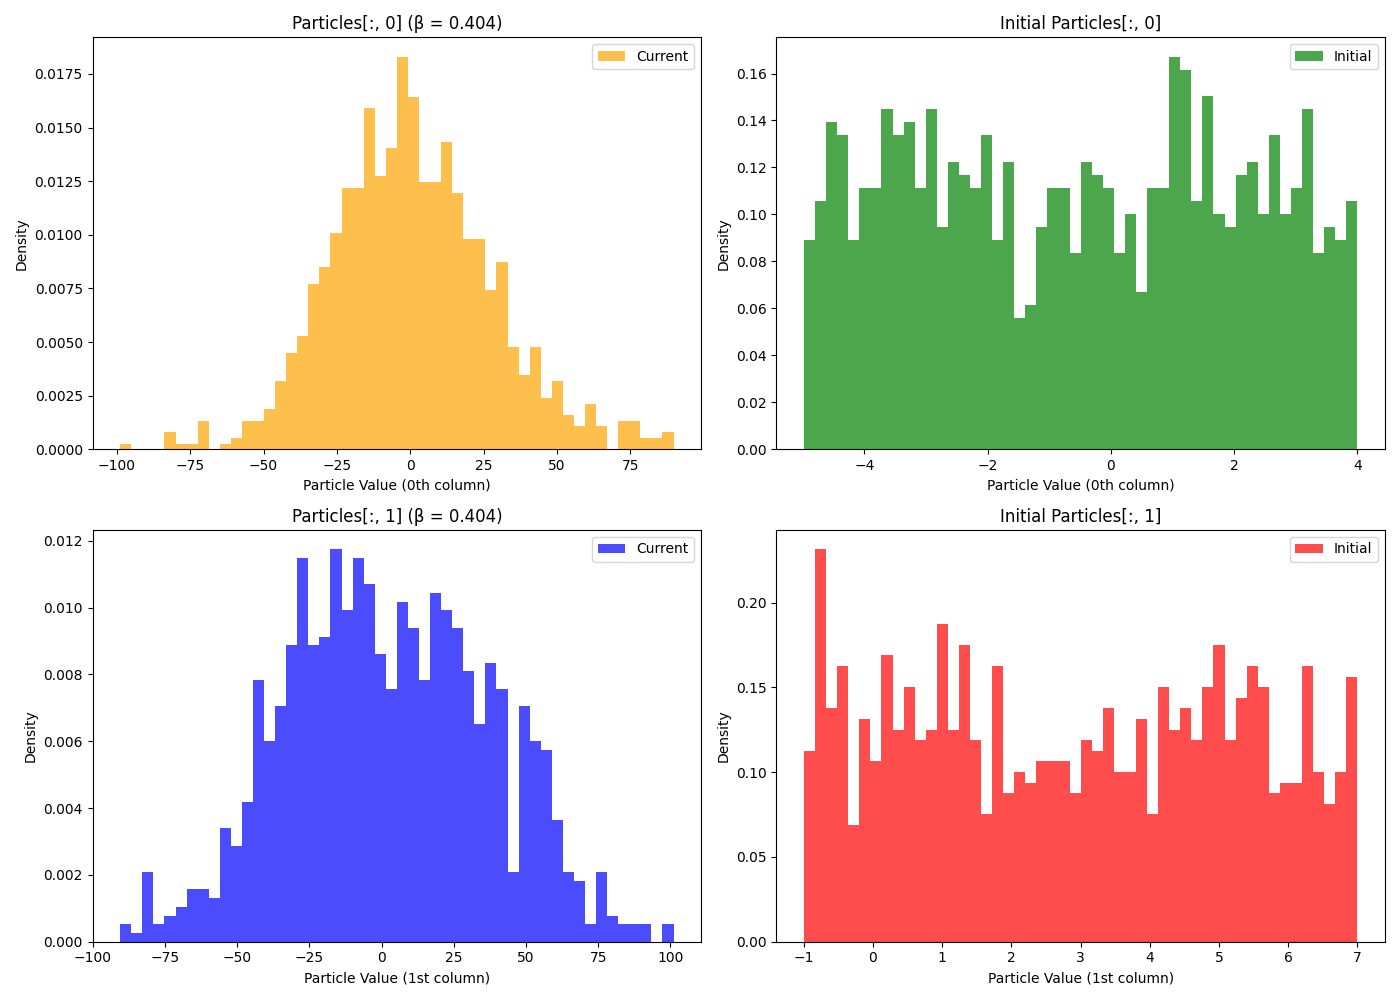 Particles[:, 0] (β = 0.404)
Current
Density
0.0175
0.0150
0.0125
0.0100
0.0075
0.0050
0.0025
0.0000
−100 −75 −50 −25 0 25 50 75
Particle Value (0th column)
Initial Particles[:, 0]
Initial
Density
0.16
0.14
0.12
0.10
0.08
0.06
0.04
0.02
0.00
−4 −2 0 2 4
Particle Value (0th column)
Particles[:, 1] (β = 0.404)
Current
Density
0.012
0.010
0.008
0.006
0.004
0.002
0.000
−100 −75 −50 −25 0 25 50 75 100
Particle Value (1st column)
Initial Particles[:, 1]
Initial
Density
0.20
0.15
0.10
0.05
0.00
−1 0 1 2 3 4 5 6 7
Particle Value (1st column)